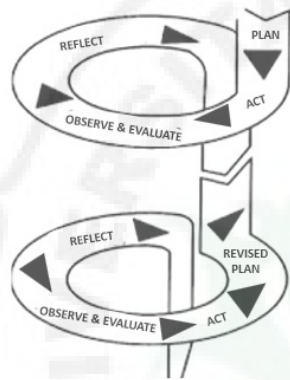 PLAN
ACT
OBSERVE & EVALUATE
REFLECT
REVISED
PLAN
ACT
OBSERVE & EVALUATE
REFLECT